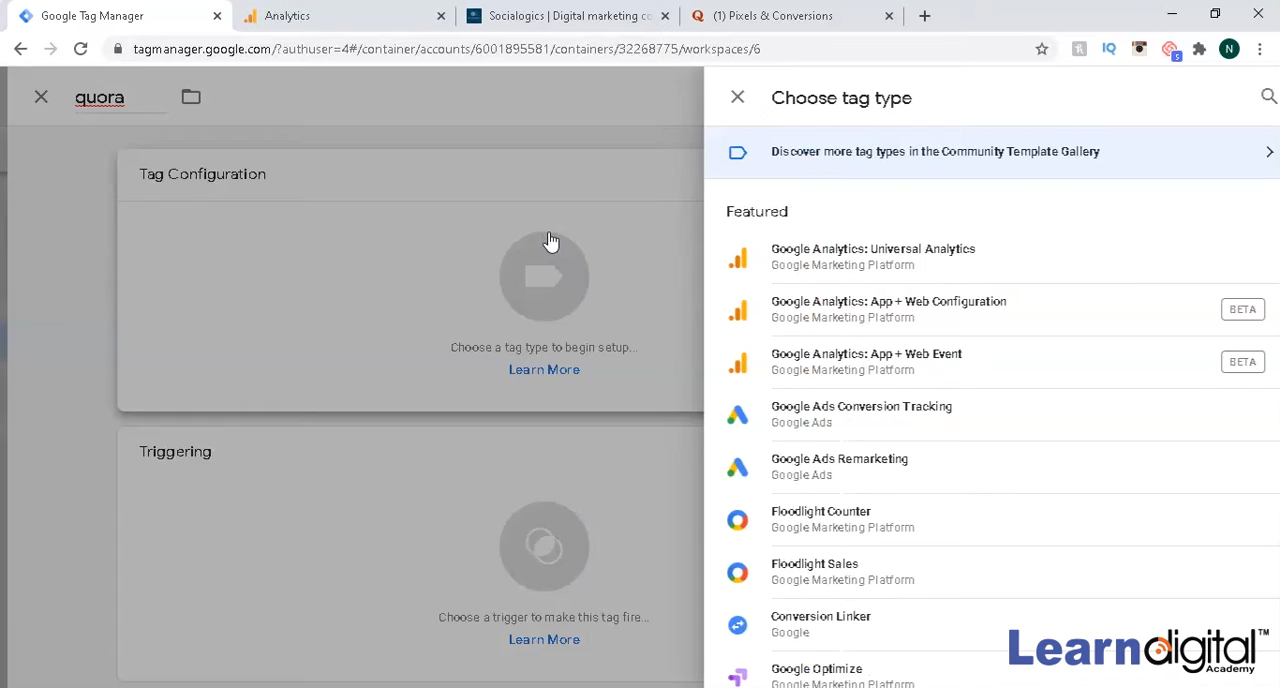 Google Tag Manager
Analytics
Socialogics | Digital marketing co
(1) Pixels & Conversions
tagmanager.google.com/?authuser=4#/container/accounts/6001895581/containers/32268775/workspaces/6
IQ
5
N
quora
Choose tag type
Discover more tag types in the Community Template Gallery
Tag Configuration
Choose a tag type to begin setup...
Learn More
Triggering
Choose a trigger to make this tag fire...
Learn More
Featured
Google Analytics: Universal Analytics
Google Marketing Platform
Google Analytics: App + Web Configuration
Google Marketing Platform
BETA
Google Analytics: App + Web Event
Google Marketing Platform
BETA
Google Ads Conversion Tracking
Google Ads
Google Ads Remarketing
Google Ads
Floodlight Counter
Google Marketing Platform
Floodlight Sales
Google Marketing Platform
Conversion Linker
Google
Google Optimize
Google Marketing Platform
Learndigital™
Academy